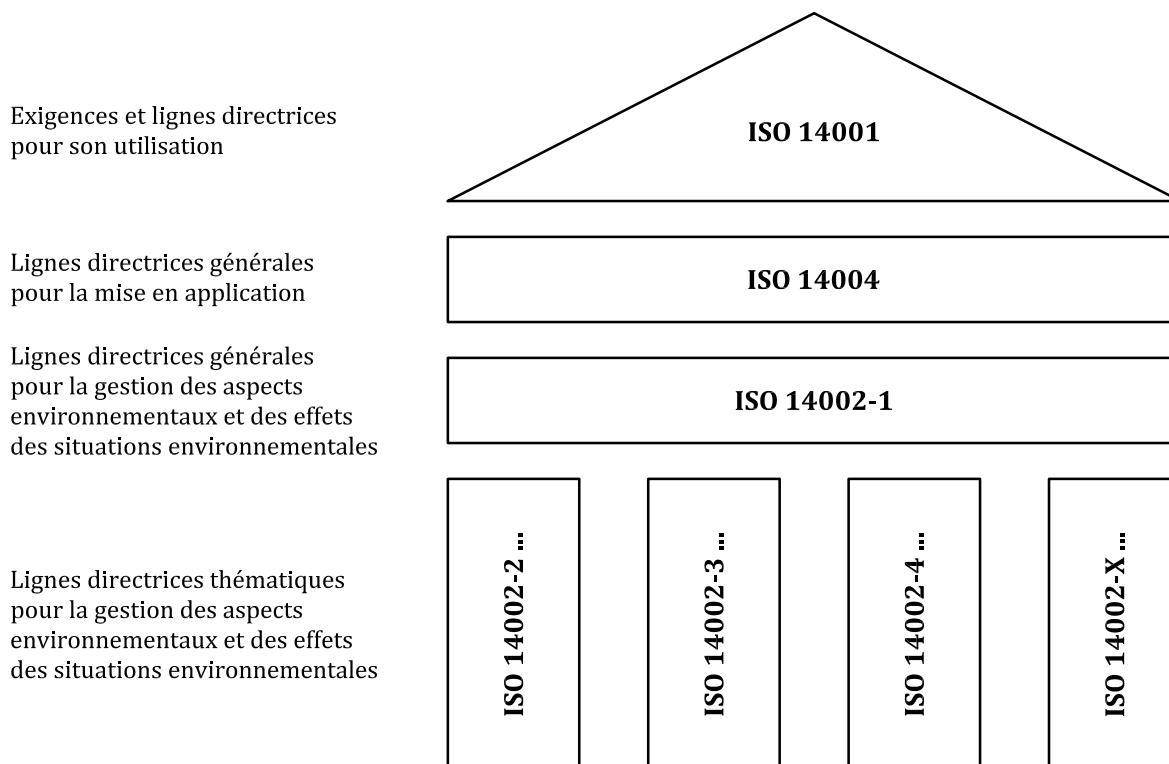 Exigences et lignes directrices
pour son utilisation
ISO 14001
Lignes directrices générales
pour la mise en application
ISO 14004
Lignes directrices générales
pour la gestion des aspects
environnementaux et des effets
des situations environnementales
ISO 14002-1
Lignes directrices thématiques
pour la gestion des aspects
environnementaux et des effets
des situations environnementales
ISO 14002-2 ...
ISO 14002-3 ...
ISO 14002-4 ...
ISO 14002-X ...